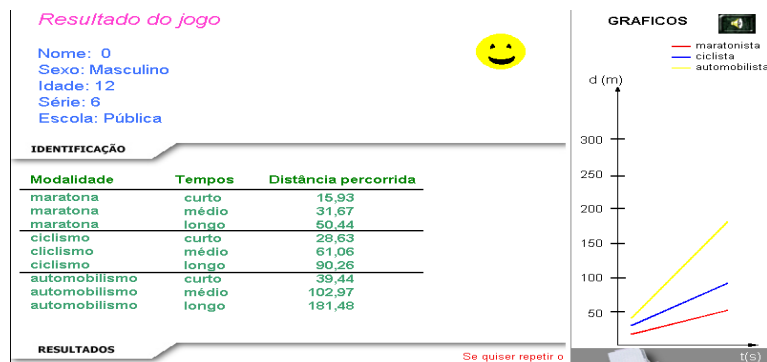 Resultado do jogo
Nome: 0
Sexo: Masculino
Idade: 12
Série: 6
Escola: Pública
IDENTIFICAÇÃO
Modalidade Tempos Distância percorrida
maratona curto 15,93
maratona médio 31,67
maratona longo 50,44
ciclismo curto 28,63
cliclismo médio 61,06
ciclismo longo 90,26
automobilismo curto 39,44
automobilismo médio 102,97
automobilismo longo 181,48
RESULTADOS
Se quiser repetir o
GRAFICOS
maratonista
ciclista
automobilista
d (m)
300
250
200
150
100
50
t(s)